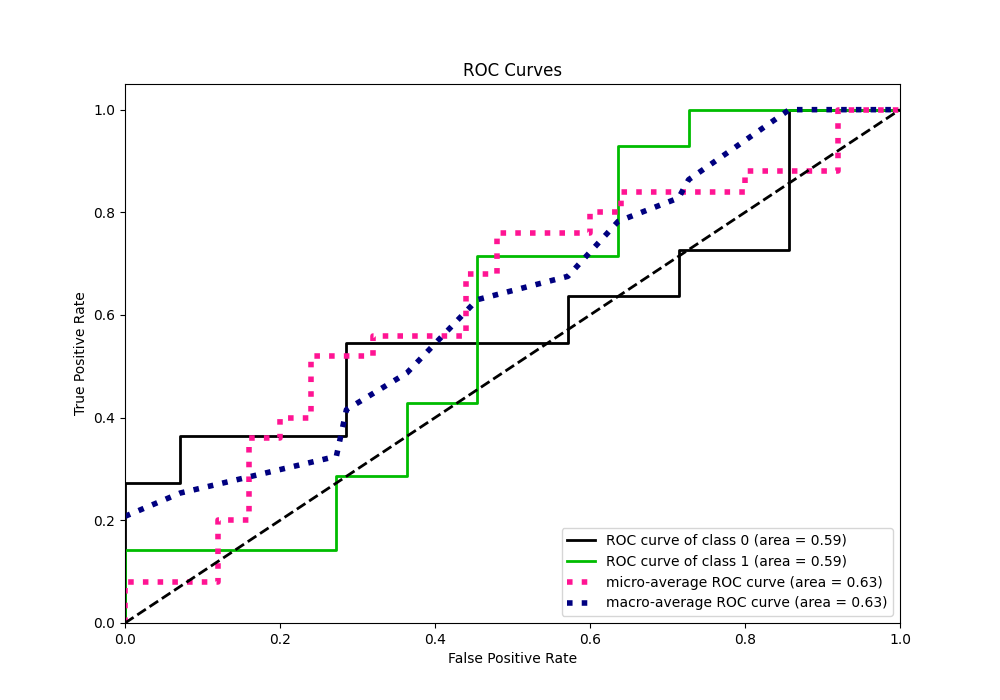 ROC Curves
True Positive Rate
1.0
0.8
0.6
0.4
0.2
0.0
0.0 0.2 0.4 0.6 0.8 1.0
False Positive Rate
ROC curve of class 0 (area = 0.59)
ROC curve of class 1 (area = 0.59)
micro-average ROC curve (area = 0.63)
macro-average ROC curve (area = 0.63)